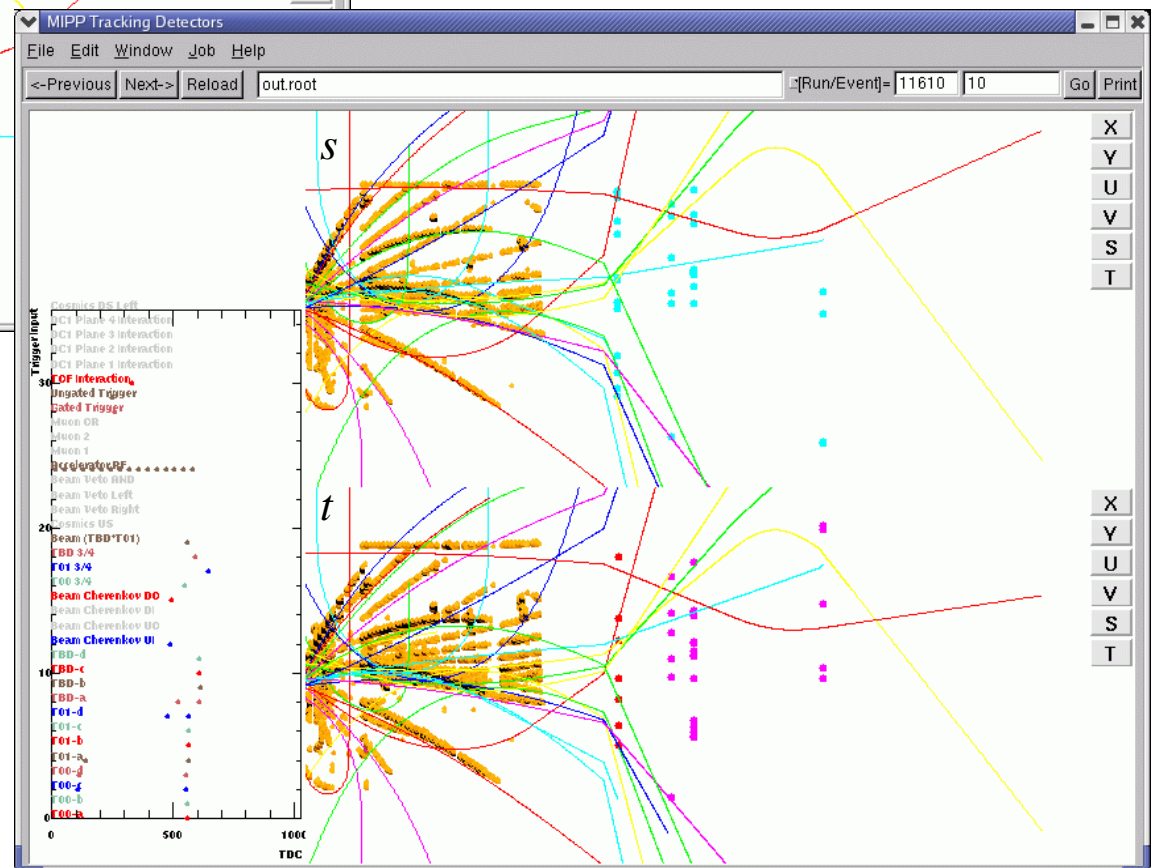 MIPP Tracking Detectors
File Edit Window Job Help
<-Previous Next-> Reload out.root [Run/Event]= 11610 10 Go Print
s
X
Y
U
V
S
T
t
X
Y
U
V
S
T
Trigger Input
Cosmics DS Left
DC1 Plane 4 Interaction
DC1 Plane 3 Interaction
DC1 Plane 2 Interaction
DC1 Plane 1 Interaction
TOF Interaction
Ungated Trigger
Gated Trigger
Muon OR
Muon 2
Muon 1
Accelerator RF
Beam Veto AND
Beam Veto Left
Beam Veto Right
Cosmics US
Beam (TBD*T01)
TBD 3/4
T01 3/4
T00 3/4
Beam Cherenkov DO
Beam Cherenkov DI
Beam Cherenkov UO
Beam Cherenkov UI
TBD-d
TBD-c
TBD-b
TBD-a
T01-d
T01-c
T01-b
T01-a
T00-d
T00-c
T00-b
T00-a
30
20
10
0
0 500 1000
TDC